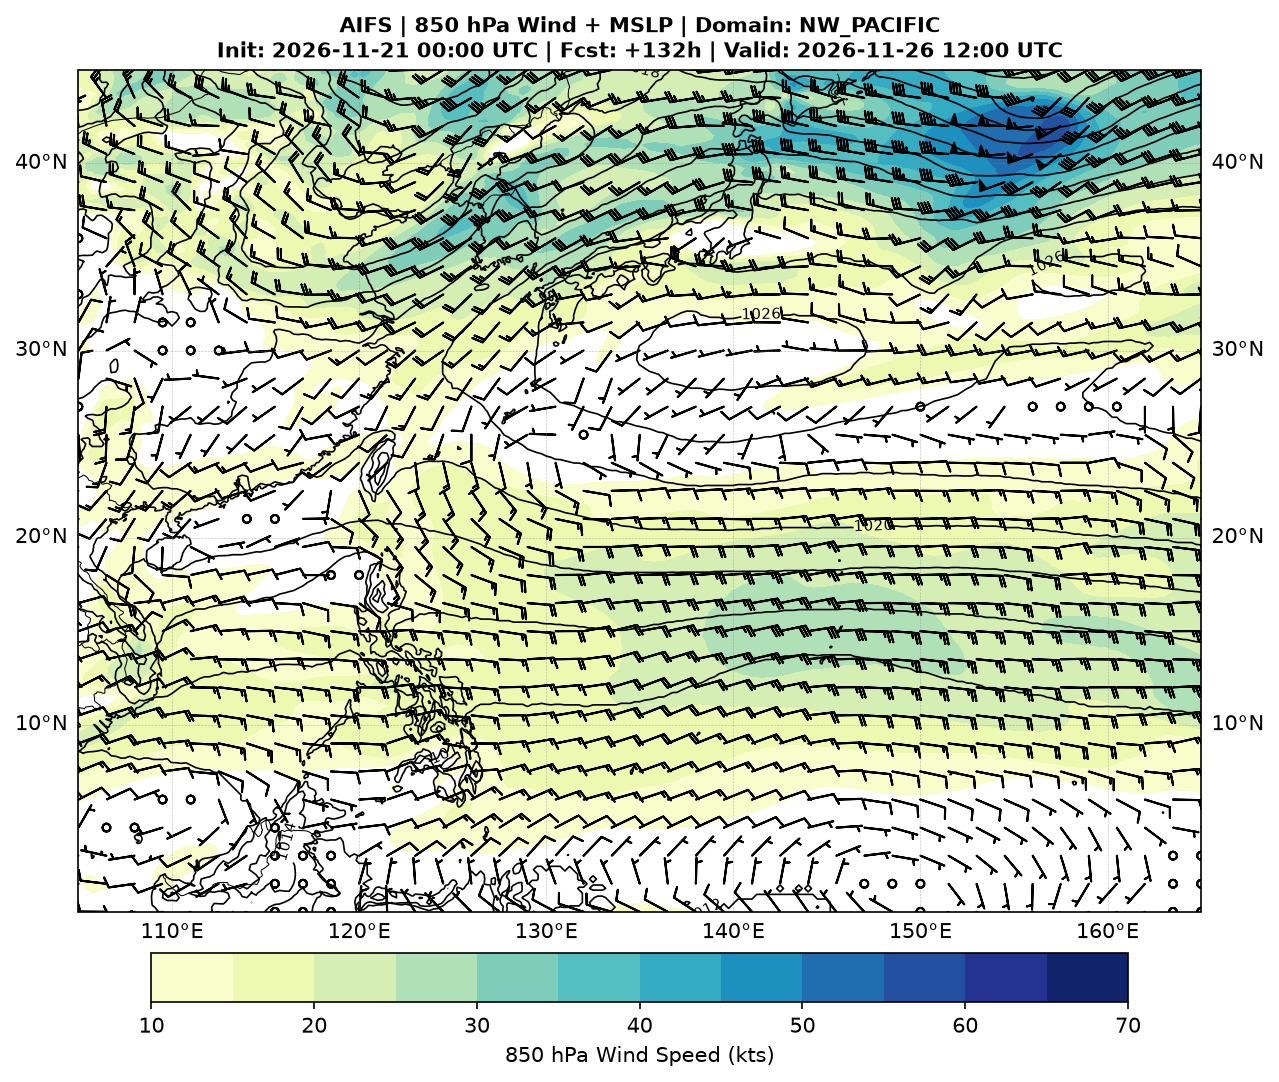 AIFS | 850 hPa Wind + MSLP | Domain: NW_PACIFIC
Init: 2026-11-21 00:00 UTC | Fcst: +132h | Valid: 2026-11-26 12:00 UTC
40°N
40°N
1026
1026
30°N
30°N
1020
20°N
20°N
10°N
10°N
1014
110°E
120°E
130°E
140°E
150°E
160°E
10
20
30
40
50
60
70
850 hPa Wind Speed (kts)